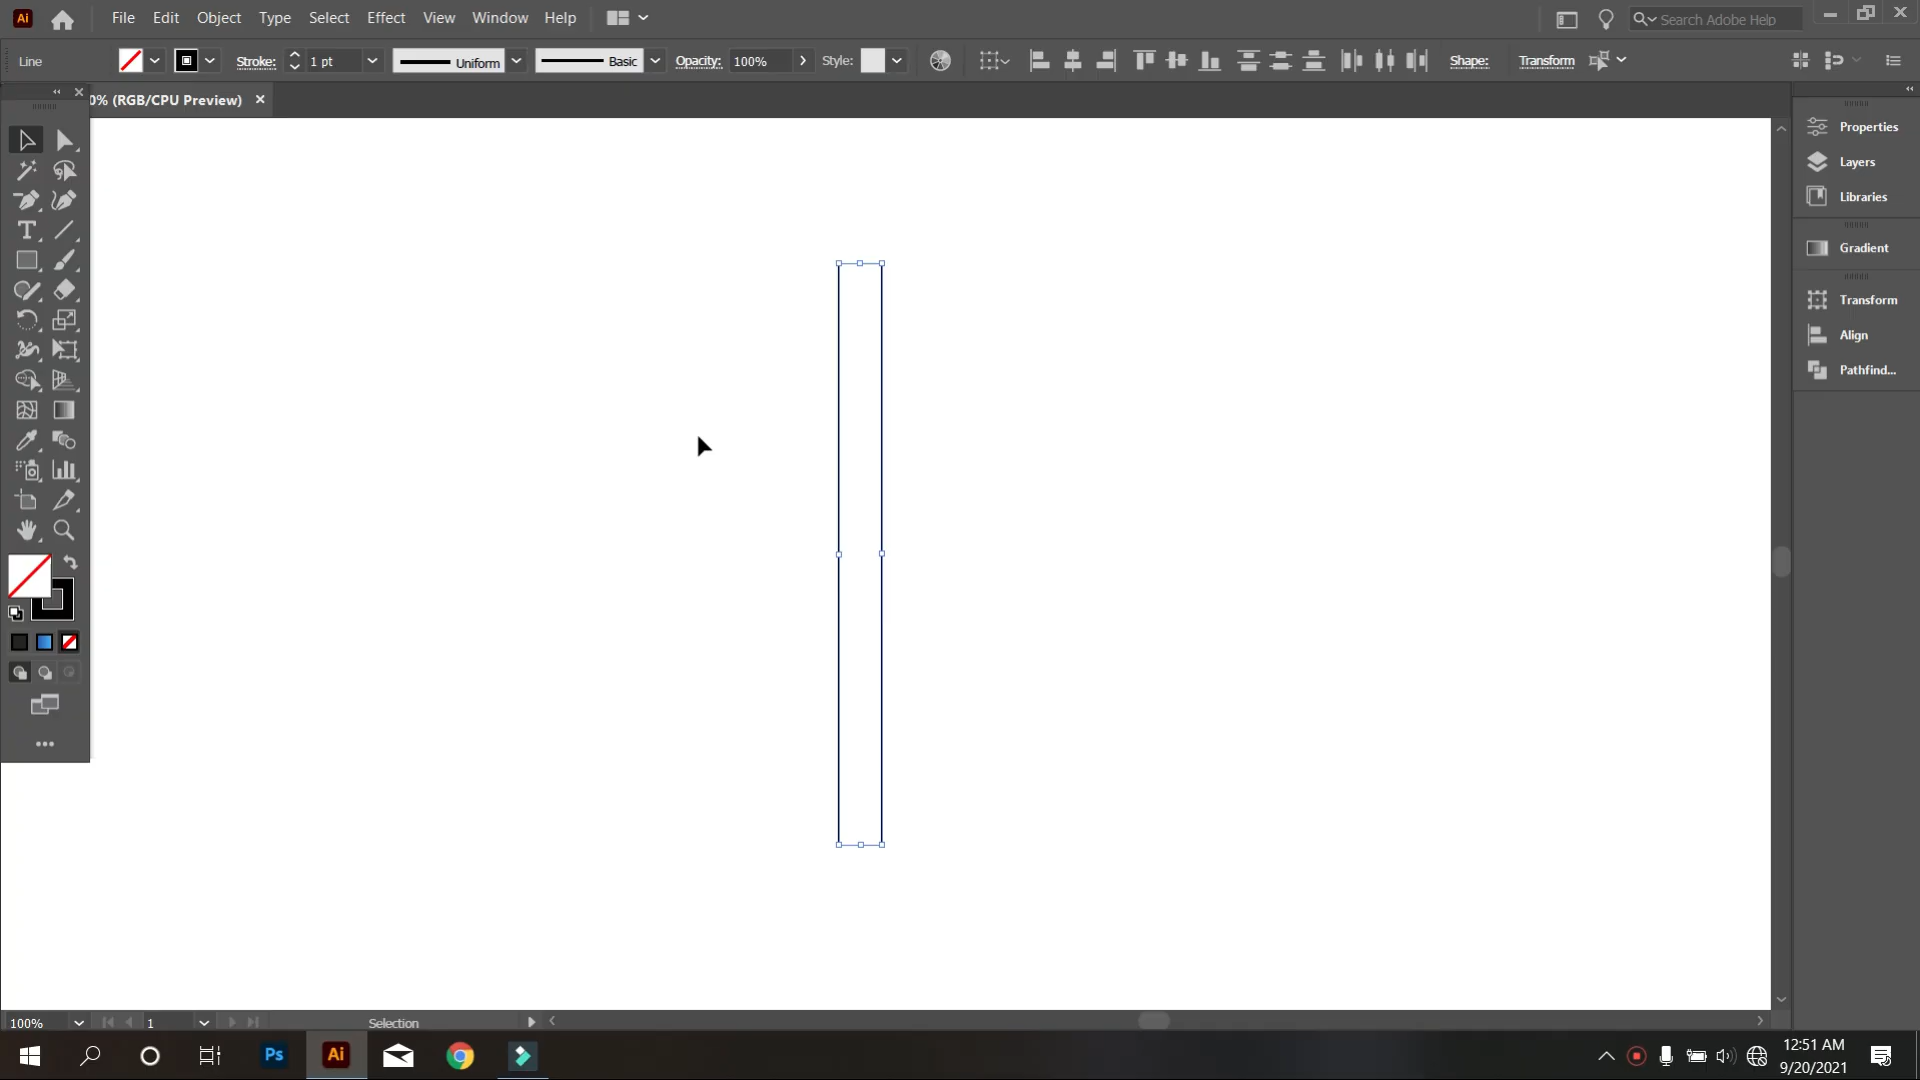 Ai File Edit Object Type Select Effect View Window Help Search Adobe Help
Line Stroke: 1 pt Uniform Basic Opacity: 100% Style: Shape: Transform
0% (RGB/CPU Preview)
Properties
Layers
Libraries
Gradient
Transform
Align
Pathfind...
100% 1 Selection
Ps Ai
12:51 AM
9/20/2021